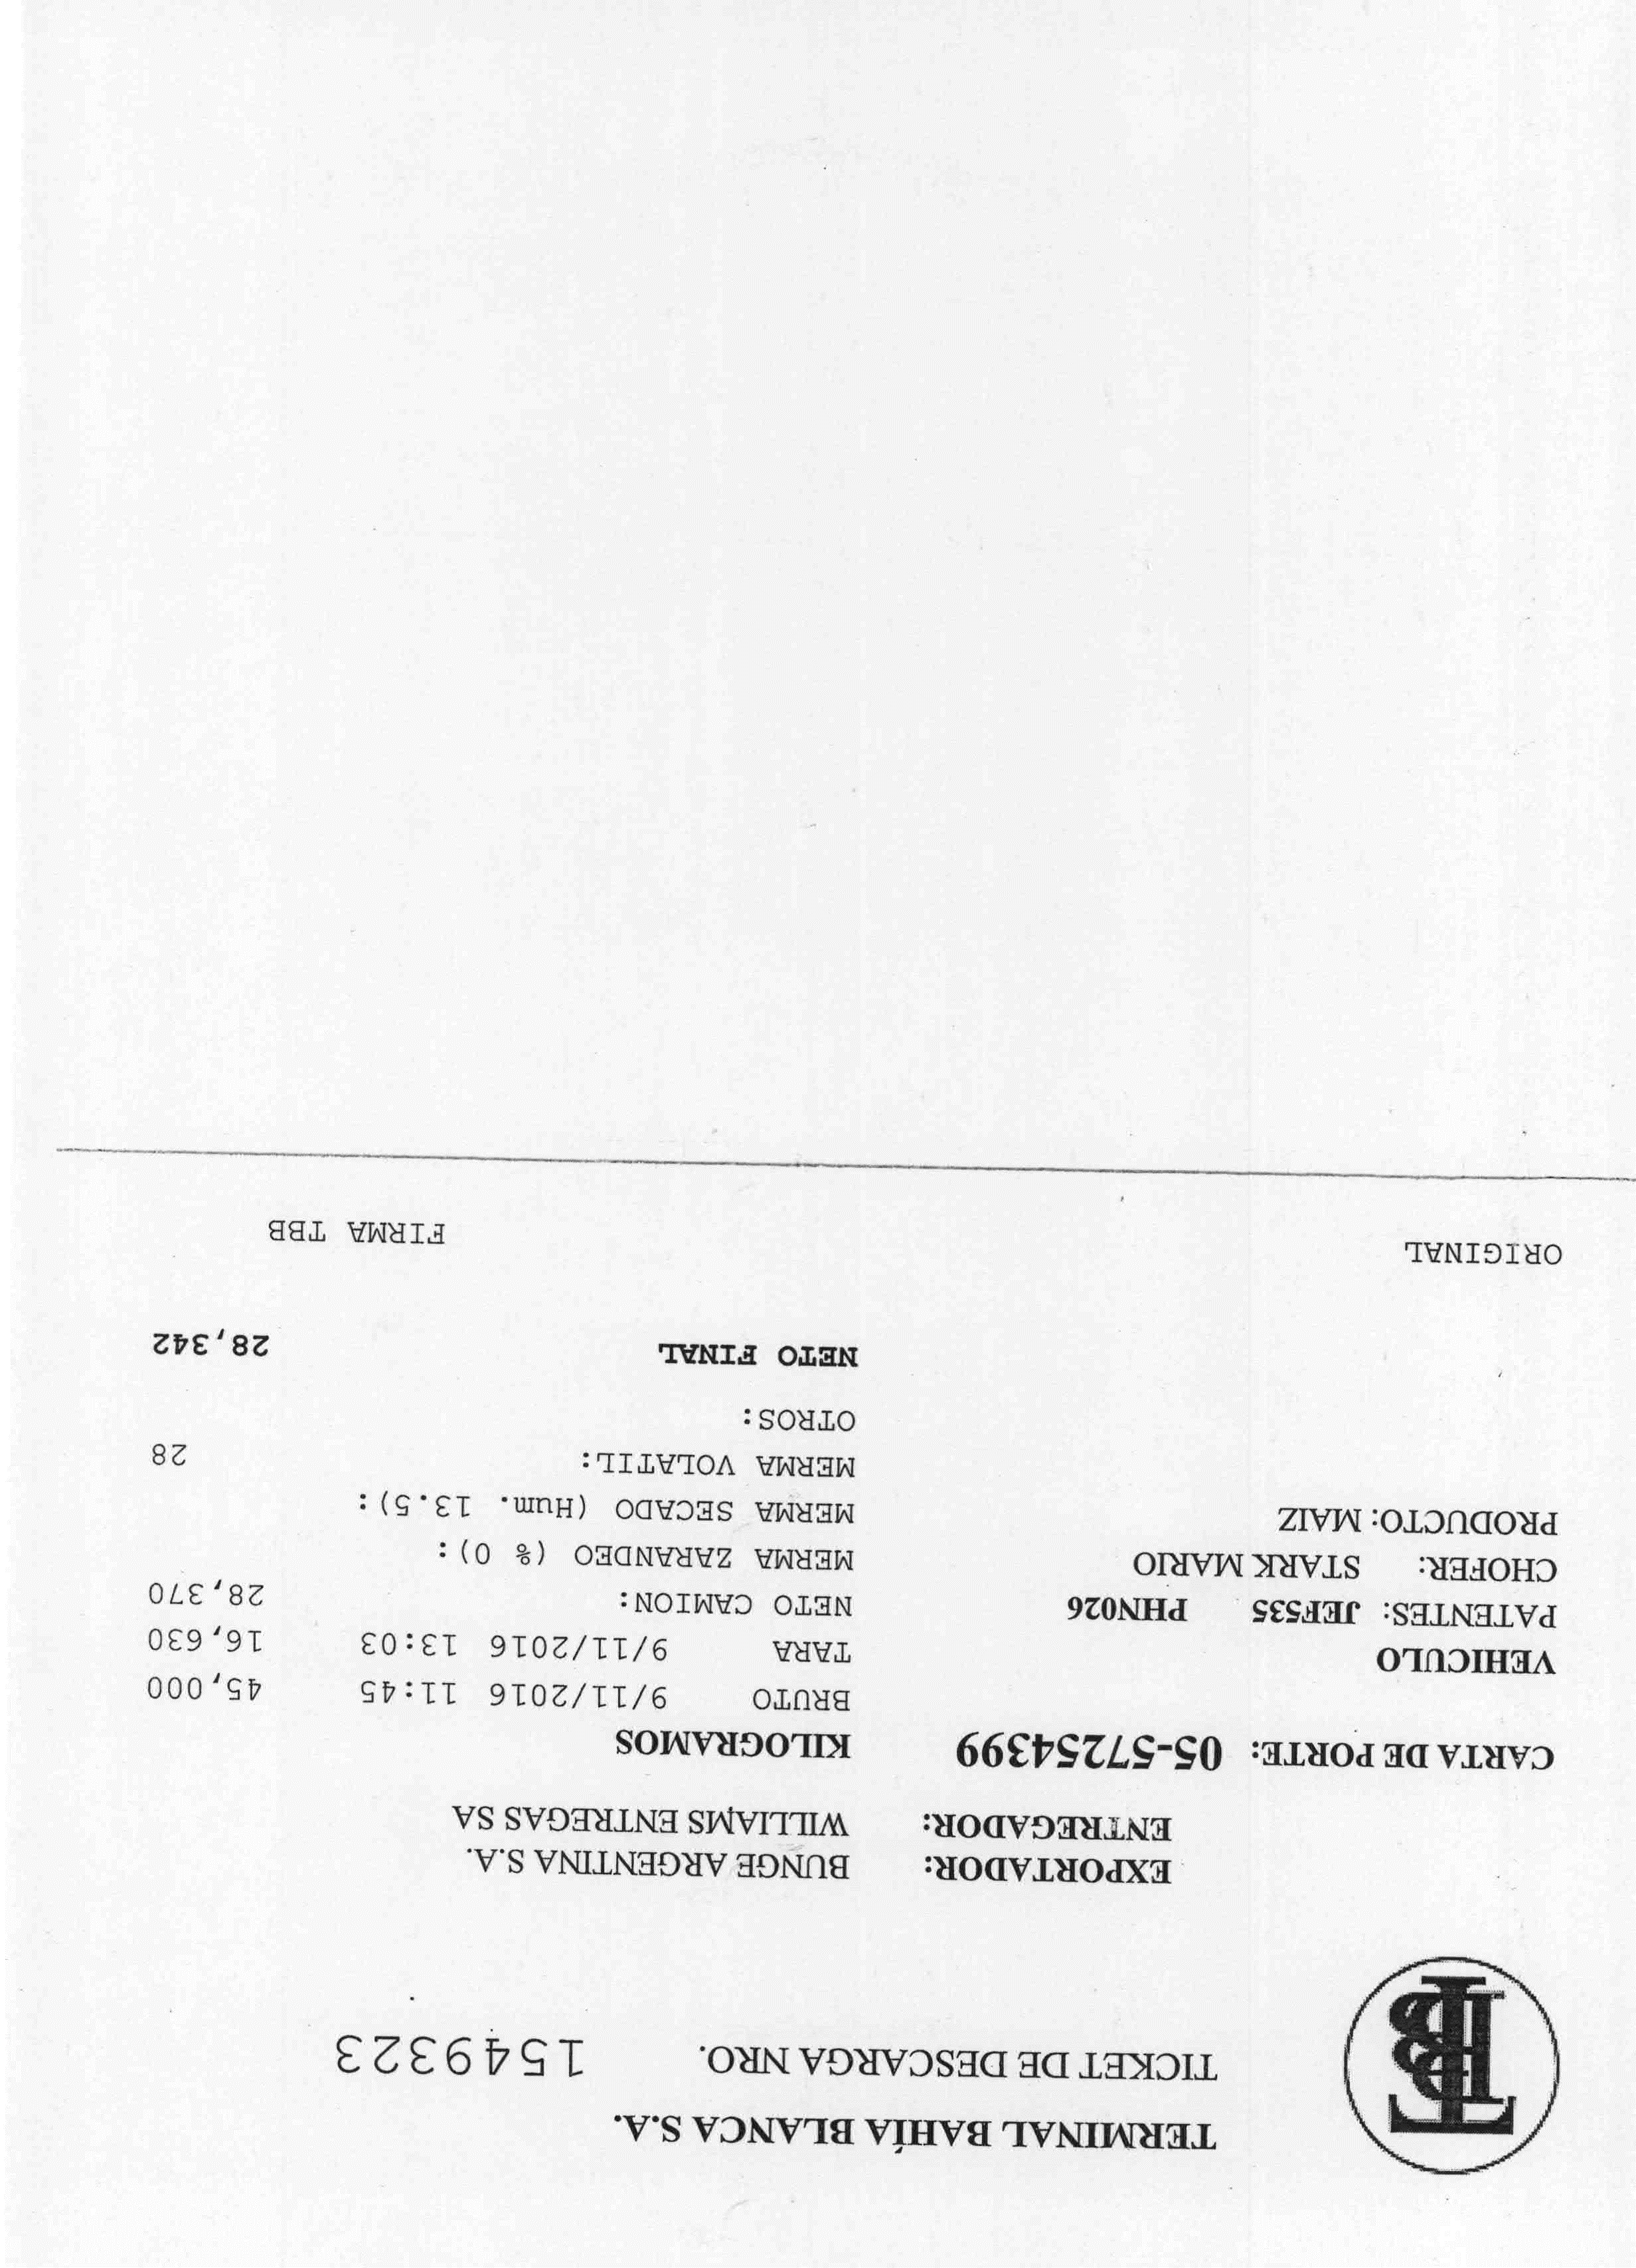 TERMINAL BAHÍA BLANCA S.A.
TICKET DE DESCARGA NRO. 1549323
EXPORTADOR: BUNGE ARGENTINA S.A.
ENTREGADOR: WILLIAMS ENTREGAS SA
CARTA DE PORTE: 05-57254399
KILOGRAMOS
VEHICULO
PATENTES: JEF535 PHN026
CHOFER: STARK MARIO
PRODUCTO: MAIZ
BRUTO 9/11/2016 11:45 45,000
TARA 9/11/2016 13:03 16,630
NETO CAMION: 28,370
MERMA ZARANDEO (% 0):
MERMA SECADO (Hum. 13.5):
MERMA VOLATIL: 28
OTROS:
NETO FINAL 28,342
ORIGINAL
FIRMA TBB